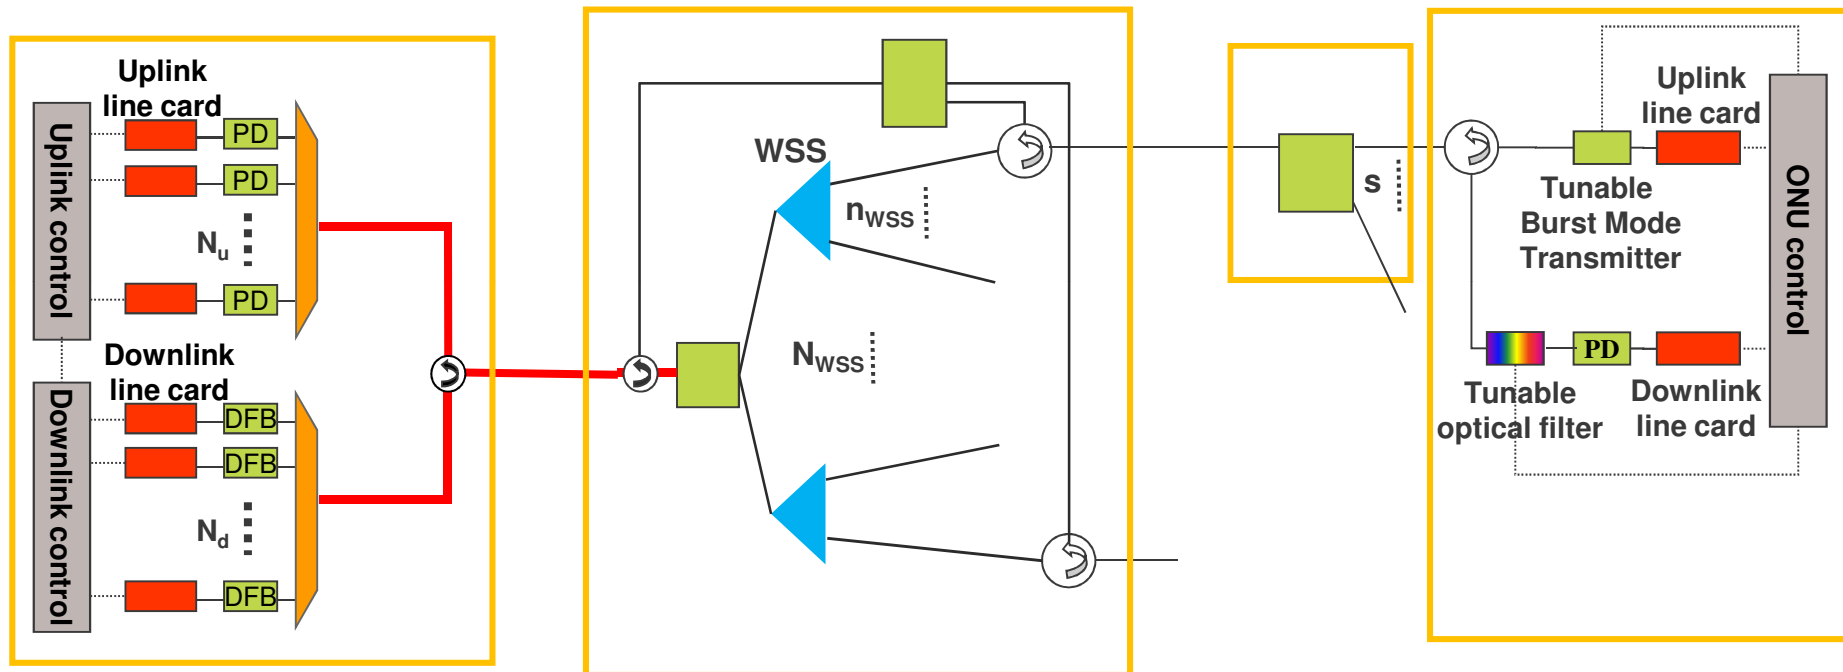 Uplink
line card
Uplink control
PD
PD
Nu
PD
Downlink
line card
Downlink control
DFB
DFB
Nd
DFB
WSS
nWSS
NWSS
s
Uplink
line card
Tunable
Burst Mode
Transmitter
ONU control
PD
Tunable
optical filter
Downlink
line card